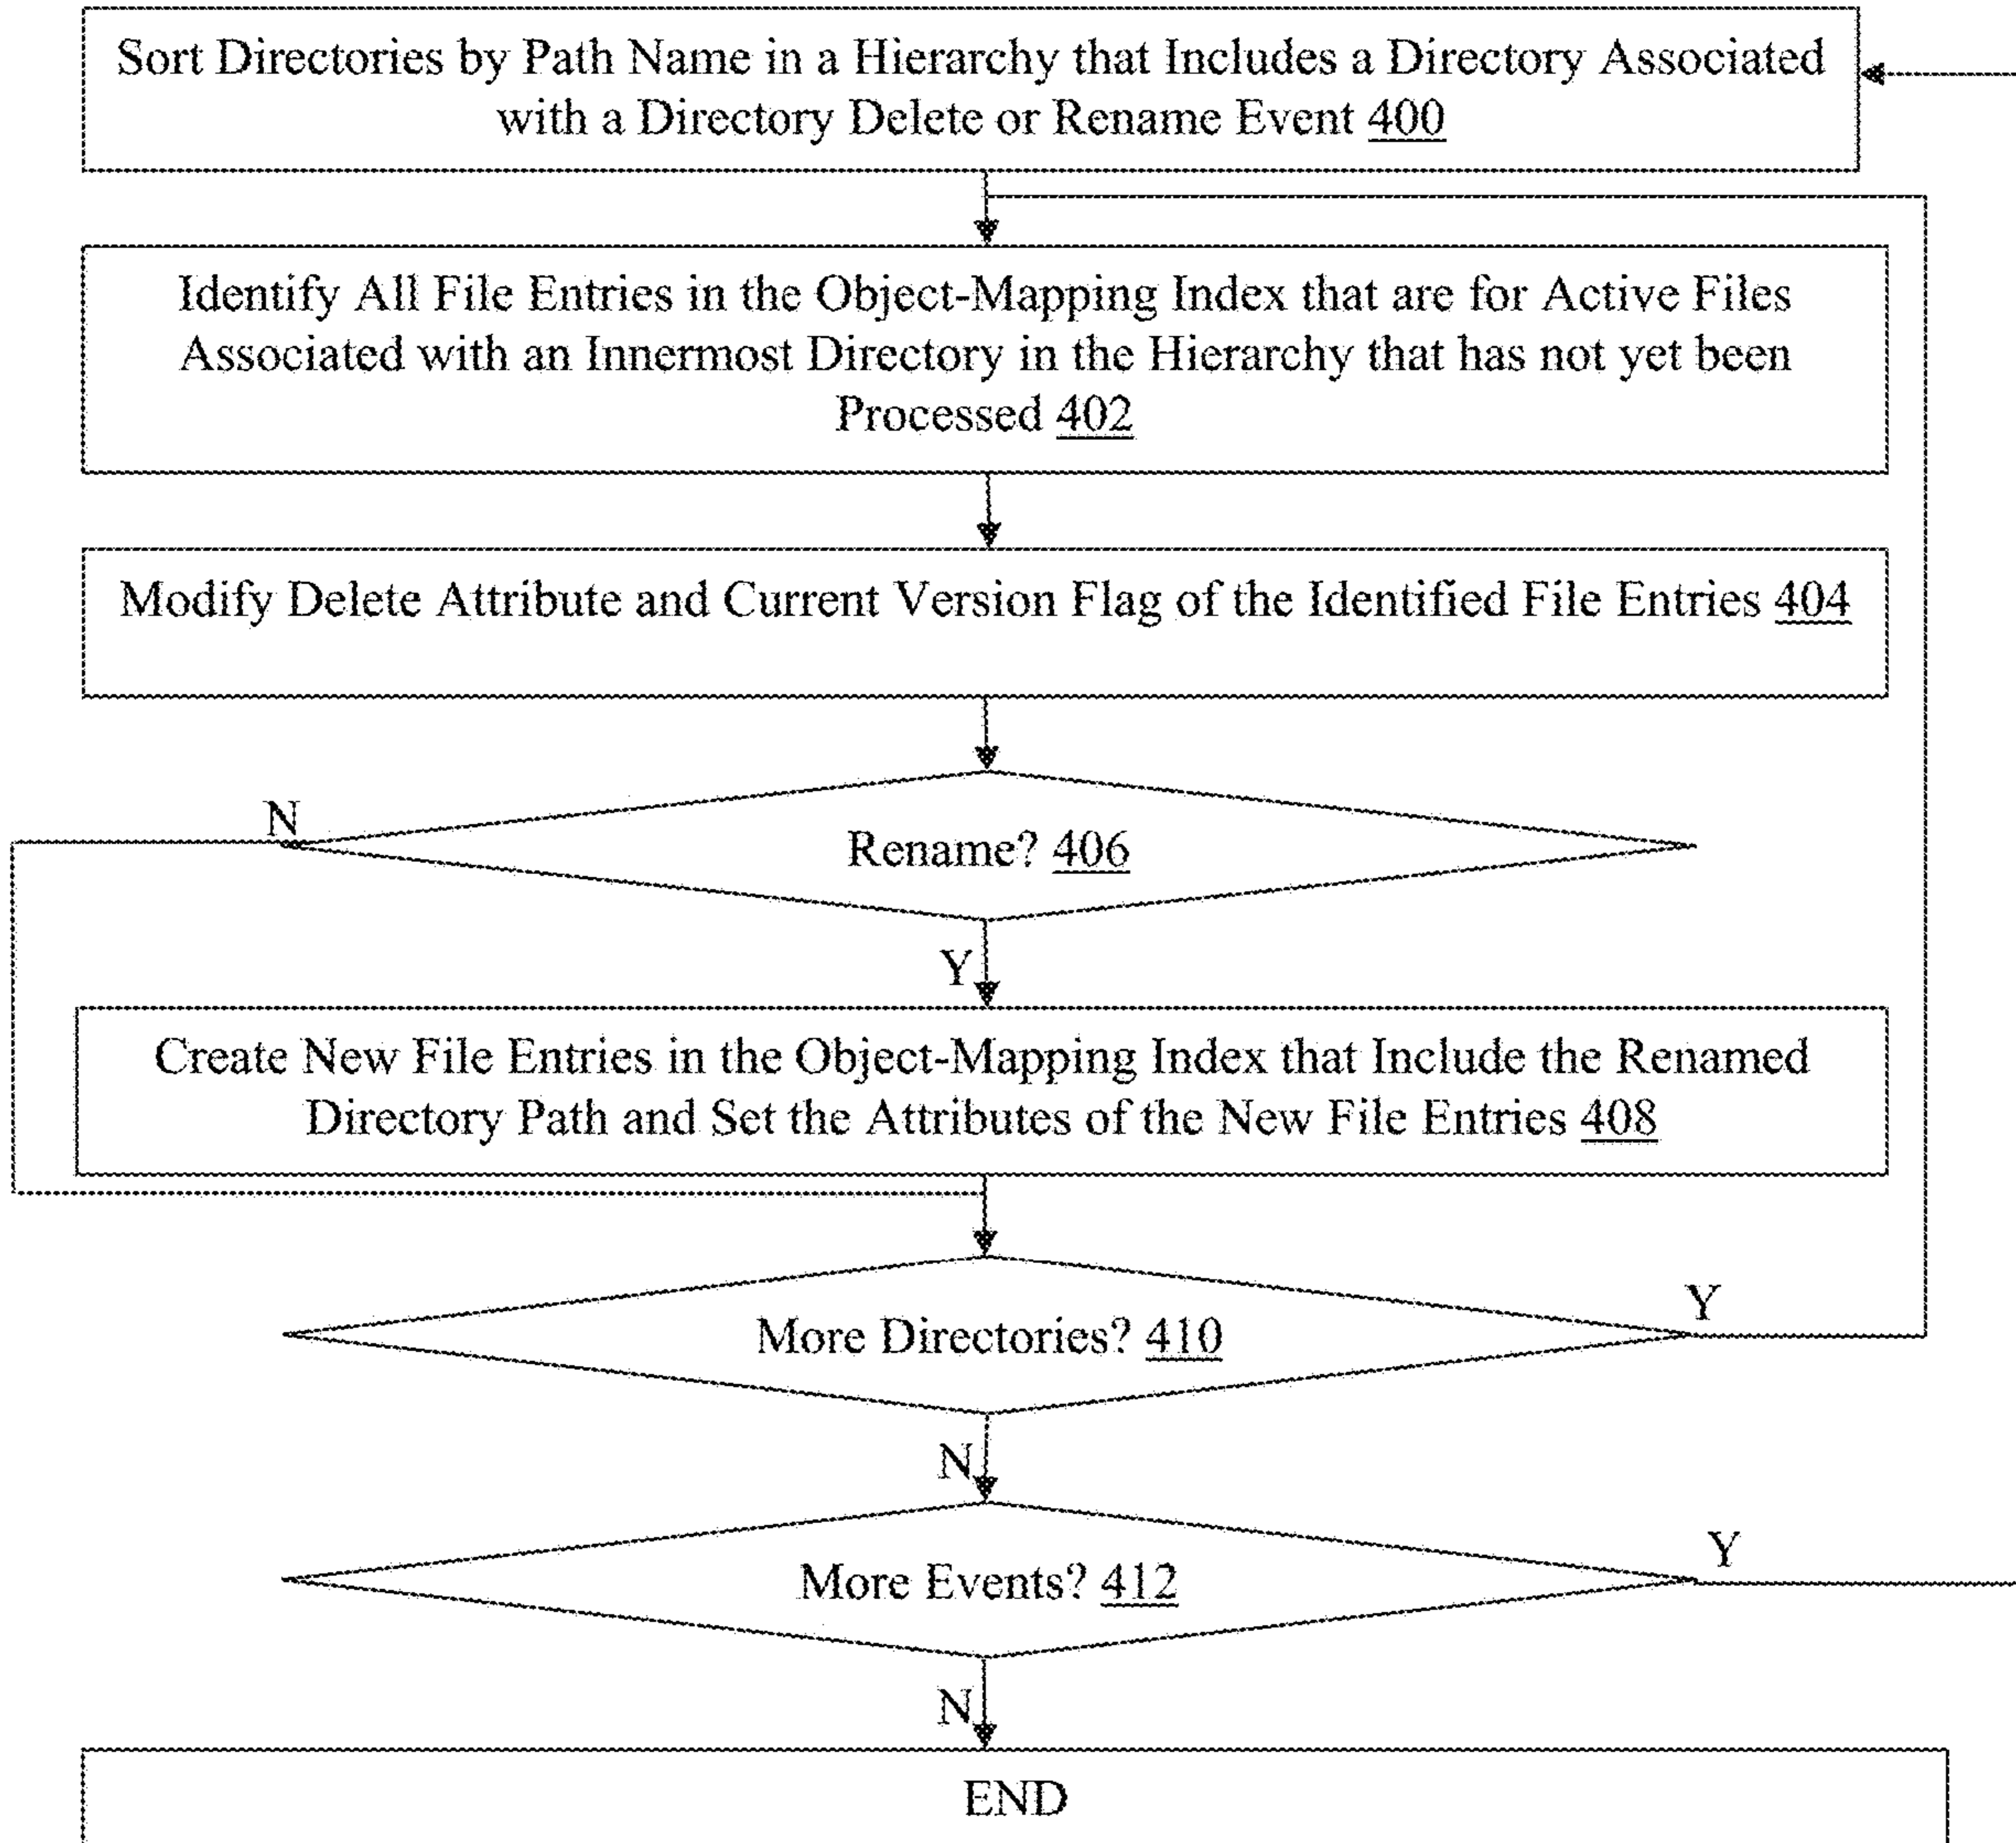 Sort Directories by Path Name in a Hierarchy that Includes a Directory Associated
with a Directory Delete or Rename Event 400
Identify All File Entries in the Object-Mapping Index that are for Active Files
Associated with an Innermost Directory in the Hierarchy that has not yet been
Processed 402
Modify Delete Attribute and Current Version Flag of the Identified File Entries 404
N
Rename? 406
Y
Create New File Entries in the Object-Mapping Index that Include the Renamed
Directory Path and Set the Attributes of the New File Entries 408
Y
More Directories? 410
N
Y
More Events? 412
N
END